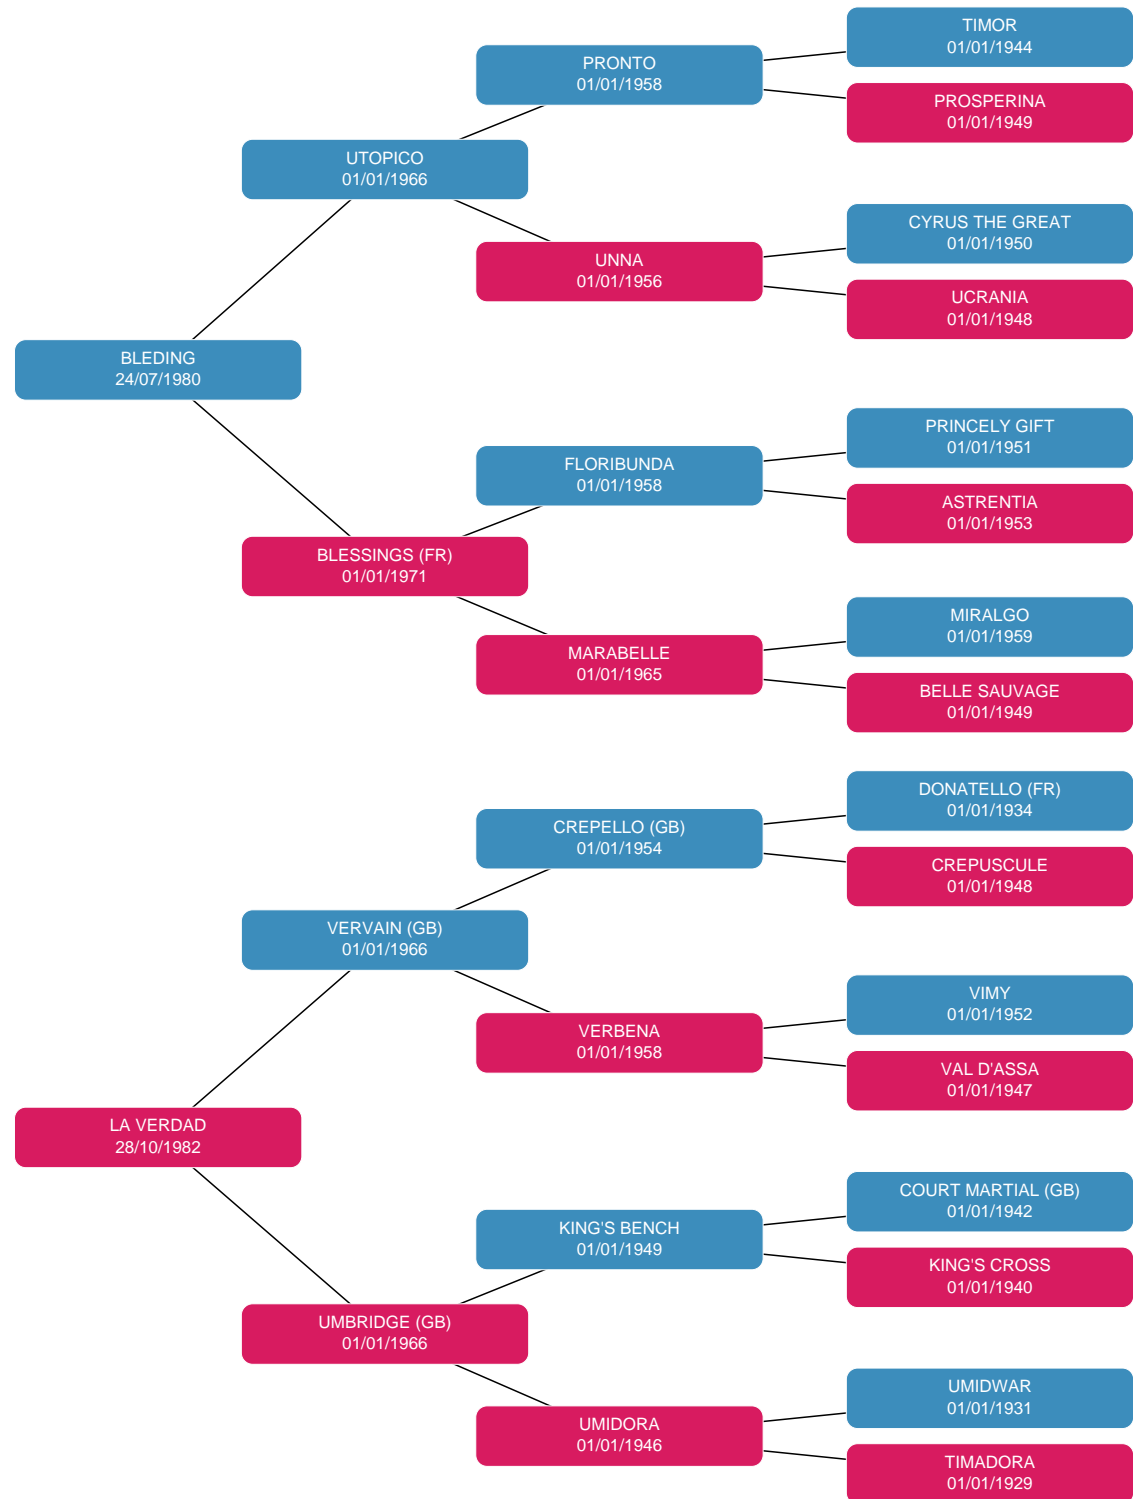 TIMOR
01/01/1944
PRONTO
01/01/1958
PROSPERINA
01/01/1949
UTOPICO
01/01/1966
CYRUS THE GREAT
01/01/1950
UNNA
01/01/1956
UCRANIA
01/01/1948
BLEDING
24/07/1980
PRINCELY GIFT
01/01/1951
FLORIBUNDA
01/01/1958
ASTRENTIA
01/01/1953
BLESSINGS (FR)
01/01/1971
MIRALGO
01/01/1959
MARABELLE
01/01/1965
BELLE SAUVAGE
01/01/1949
DONATELLO (FR)
01/01/1934
CREPELLO (GB)
01/01/1954
CREPUSCULE
01/01/1948
VERVAIN (GB)
01/01/1966
VIMY
01/01/1952
VERBENA
01/01/1958
VAL D'ASSA
01/01/1947
LA VERDAD
28/10/1982
COURT MARTIAL (GB)
01/01/1942
KING'S BENCH
01/01/1949
KING'S CROSS
01/01/1940
UMBRIDGE (GB)
01/01/1966
UMIDWAR
01/01/1931
UMIDORA
01/01/1946
TIMADORA
01/01/1929